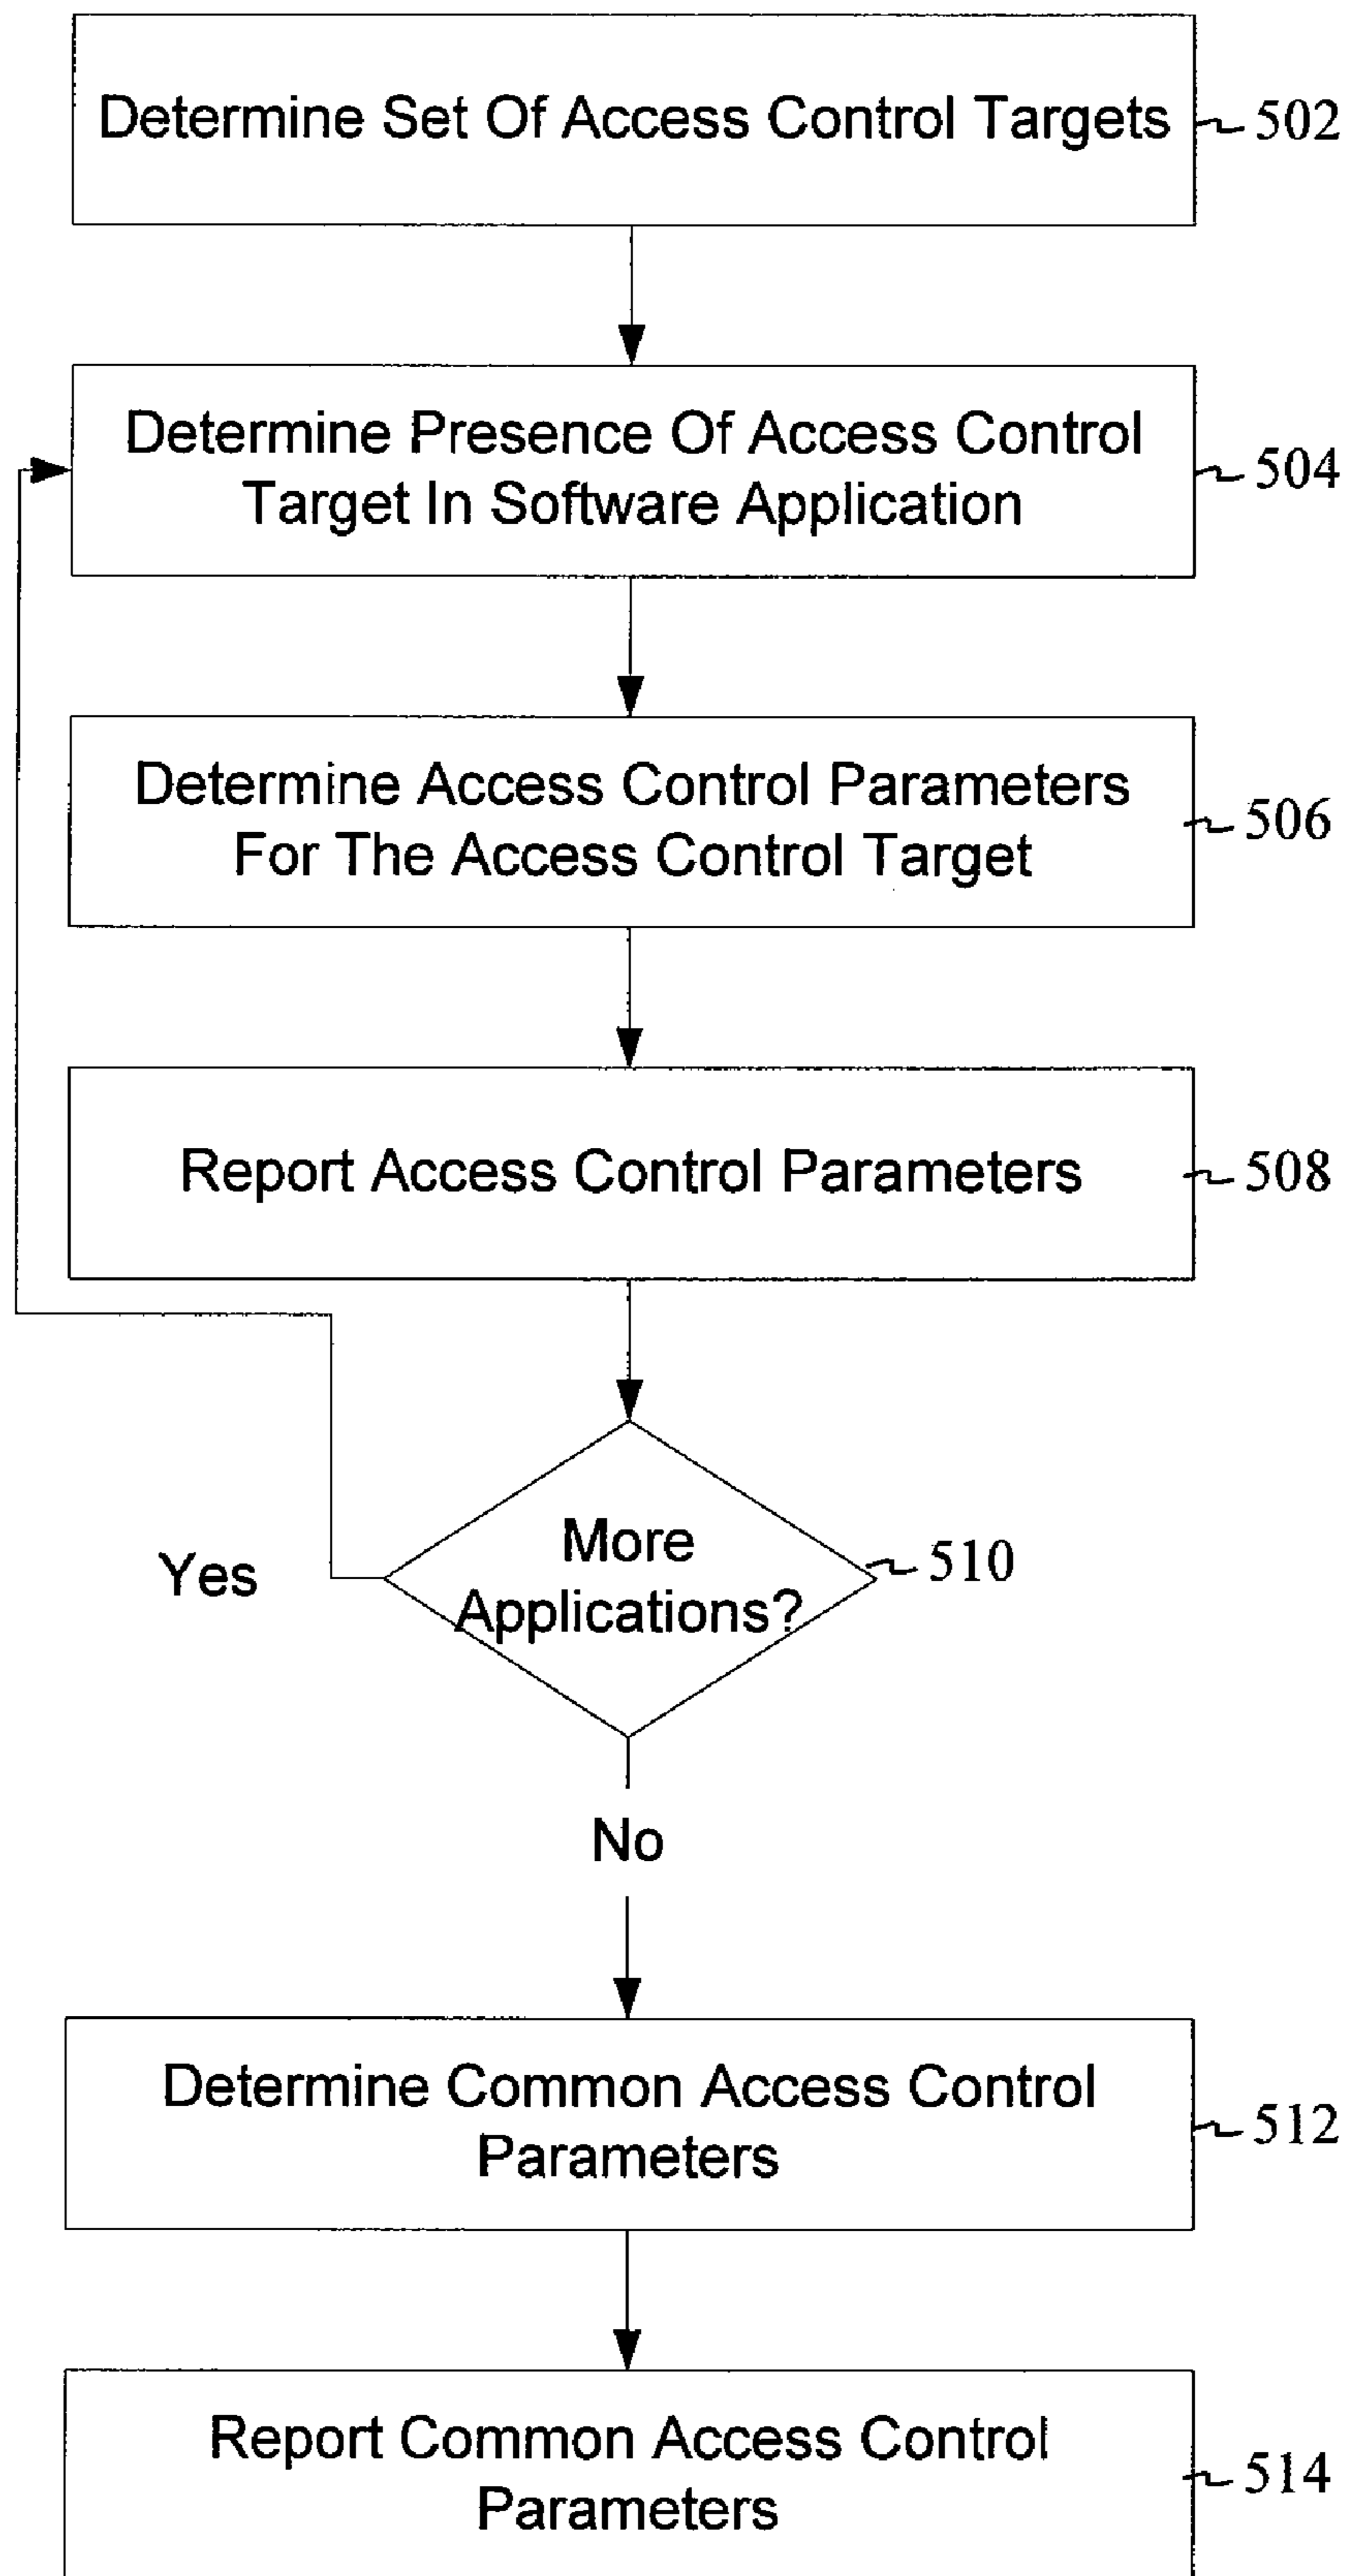 Determine Set Of Access Control Targets
502
Determine Presence Of Access Control
Target In Software Application
504
Determine Access Control Parameters
For The Access Control Target
506
Report Access Control Parameters
508
More
Applications?
510
Yes
No
Determine Common Access Control
Parameters
512
Report Common Access Control
Parameters
514